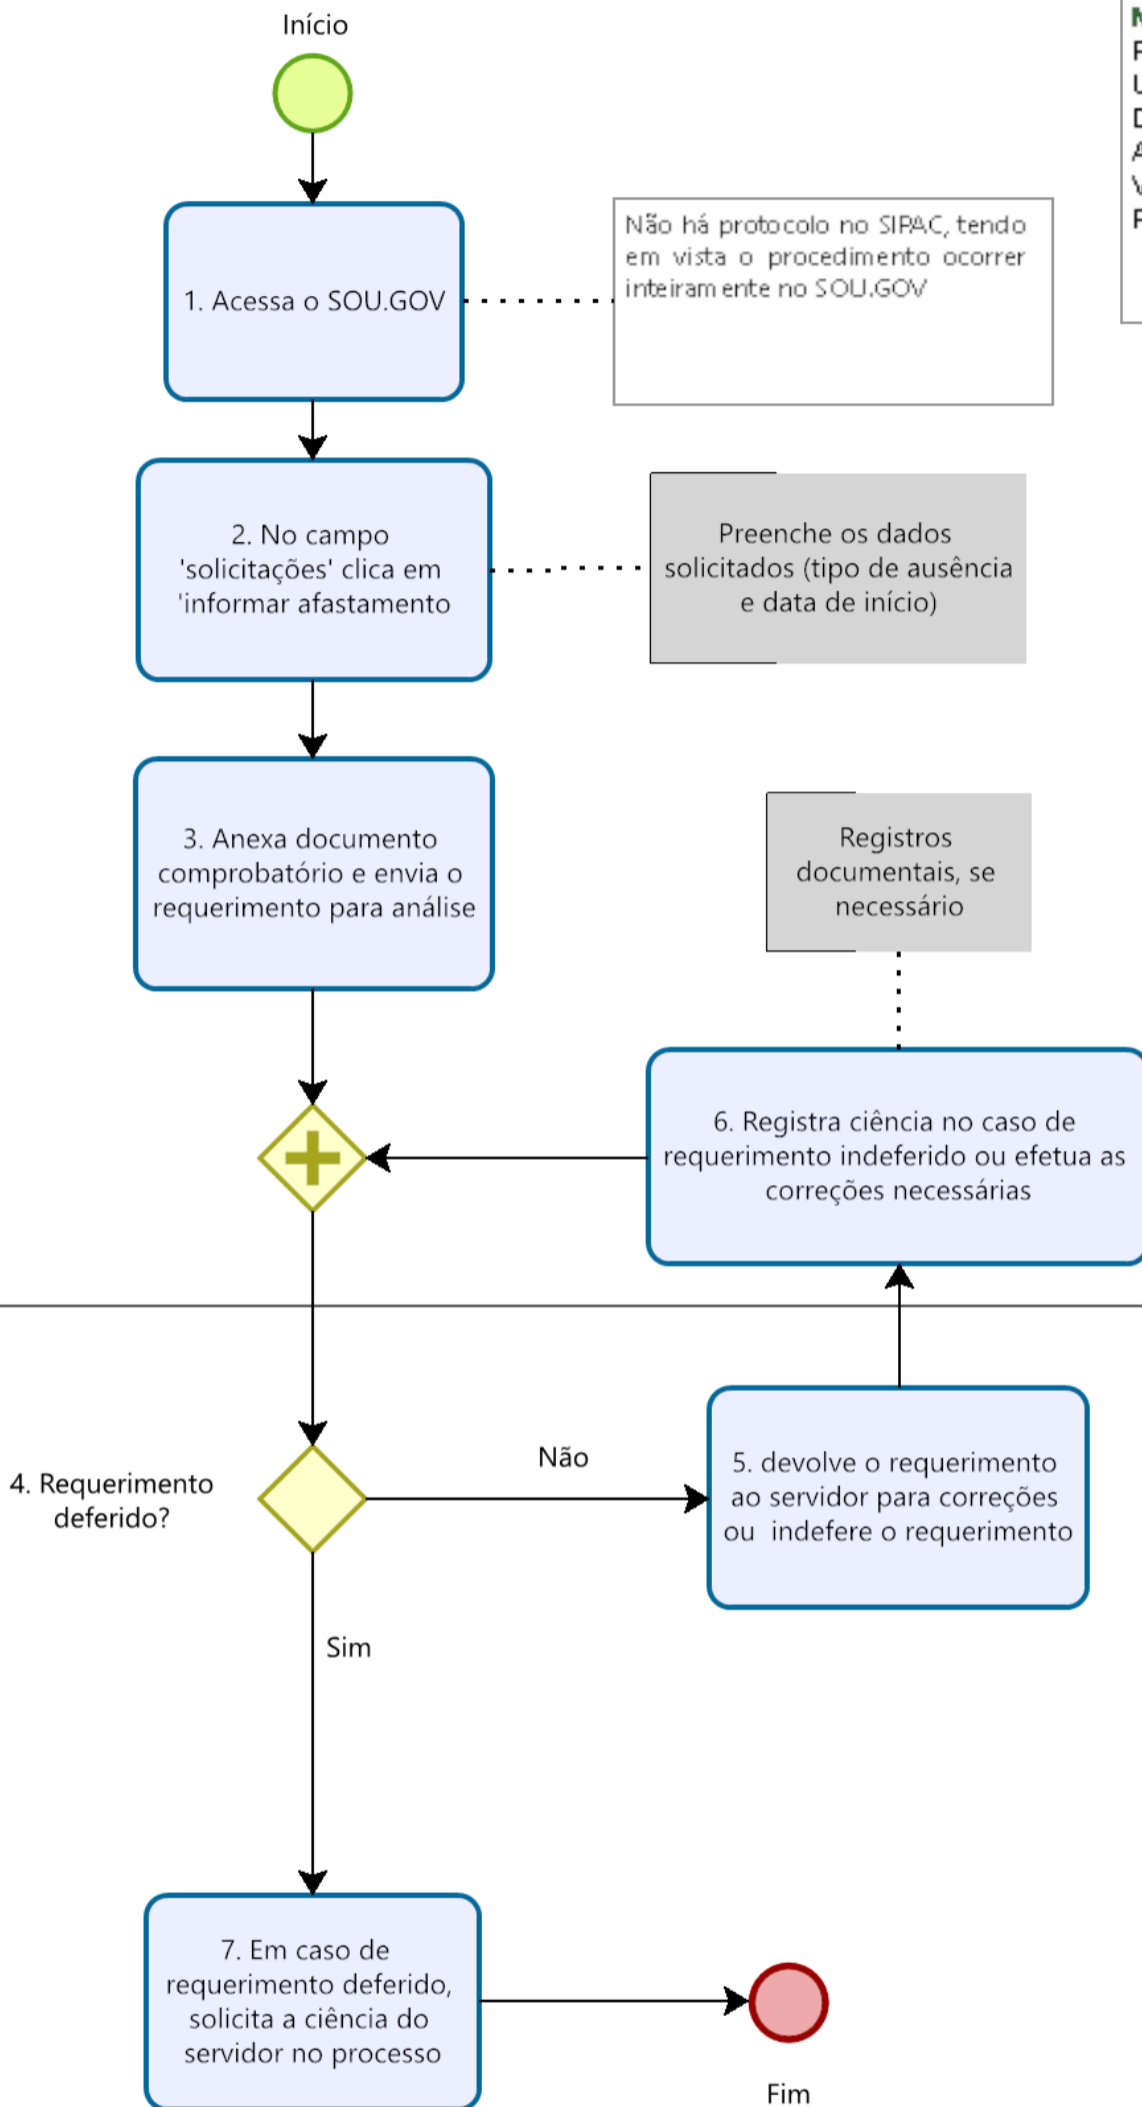 Início
1. Acessa o SOU.GOV
Não há protocolo no SIPAC, tendo
em vista o procedimento ocorrer
inteiramente no SOU.GOV
2. No campo
'solicitações' clica em
'informar afastamento
Preenche os dados
solicitados (tipo de ausência
e data de início)
3. Anexa documento
comprobatório e envia o
requerimento para análise
Registros
documentais, se
necessário
6. Registra ciência no caso de
requerimento indeferido ou efetua as
correções necessárias
4. Requerimento
deferido?
Não
5. devolve o requerimento
ao servidor para correções
ou indefere o requerimento
Sim
7. Em caso de
requerimento deferido,
solicita a ciência do
servidor no processo
Fim